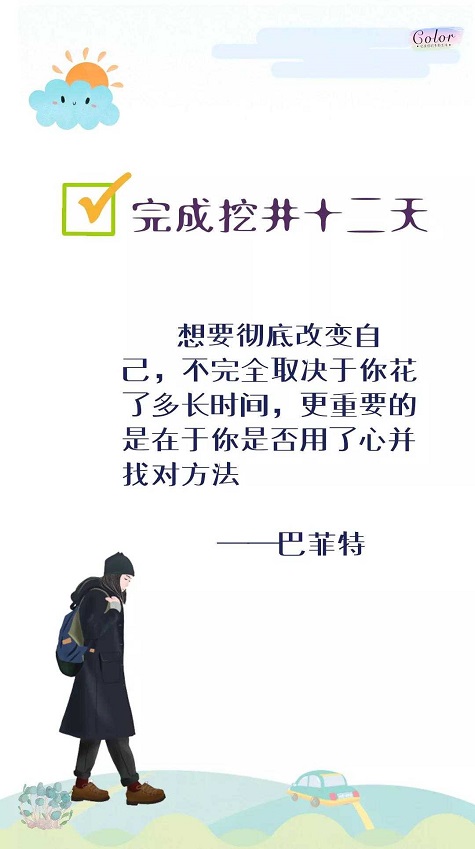 Color
完成挖井十二天
想要彻底改变自
己，不完全取决于你花
了多长时间，更重要的
是在于你是否用了心并
找对方法
——巴菲特